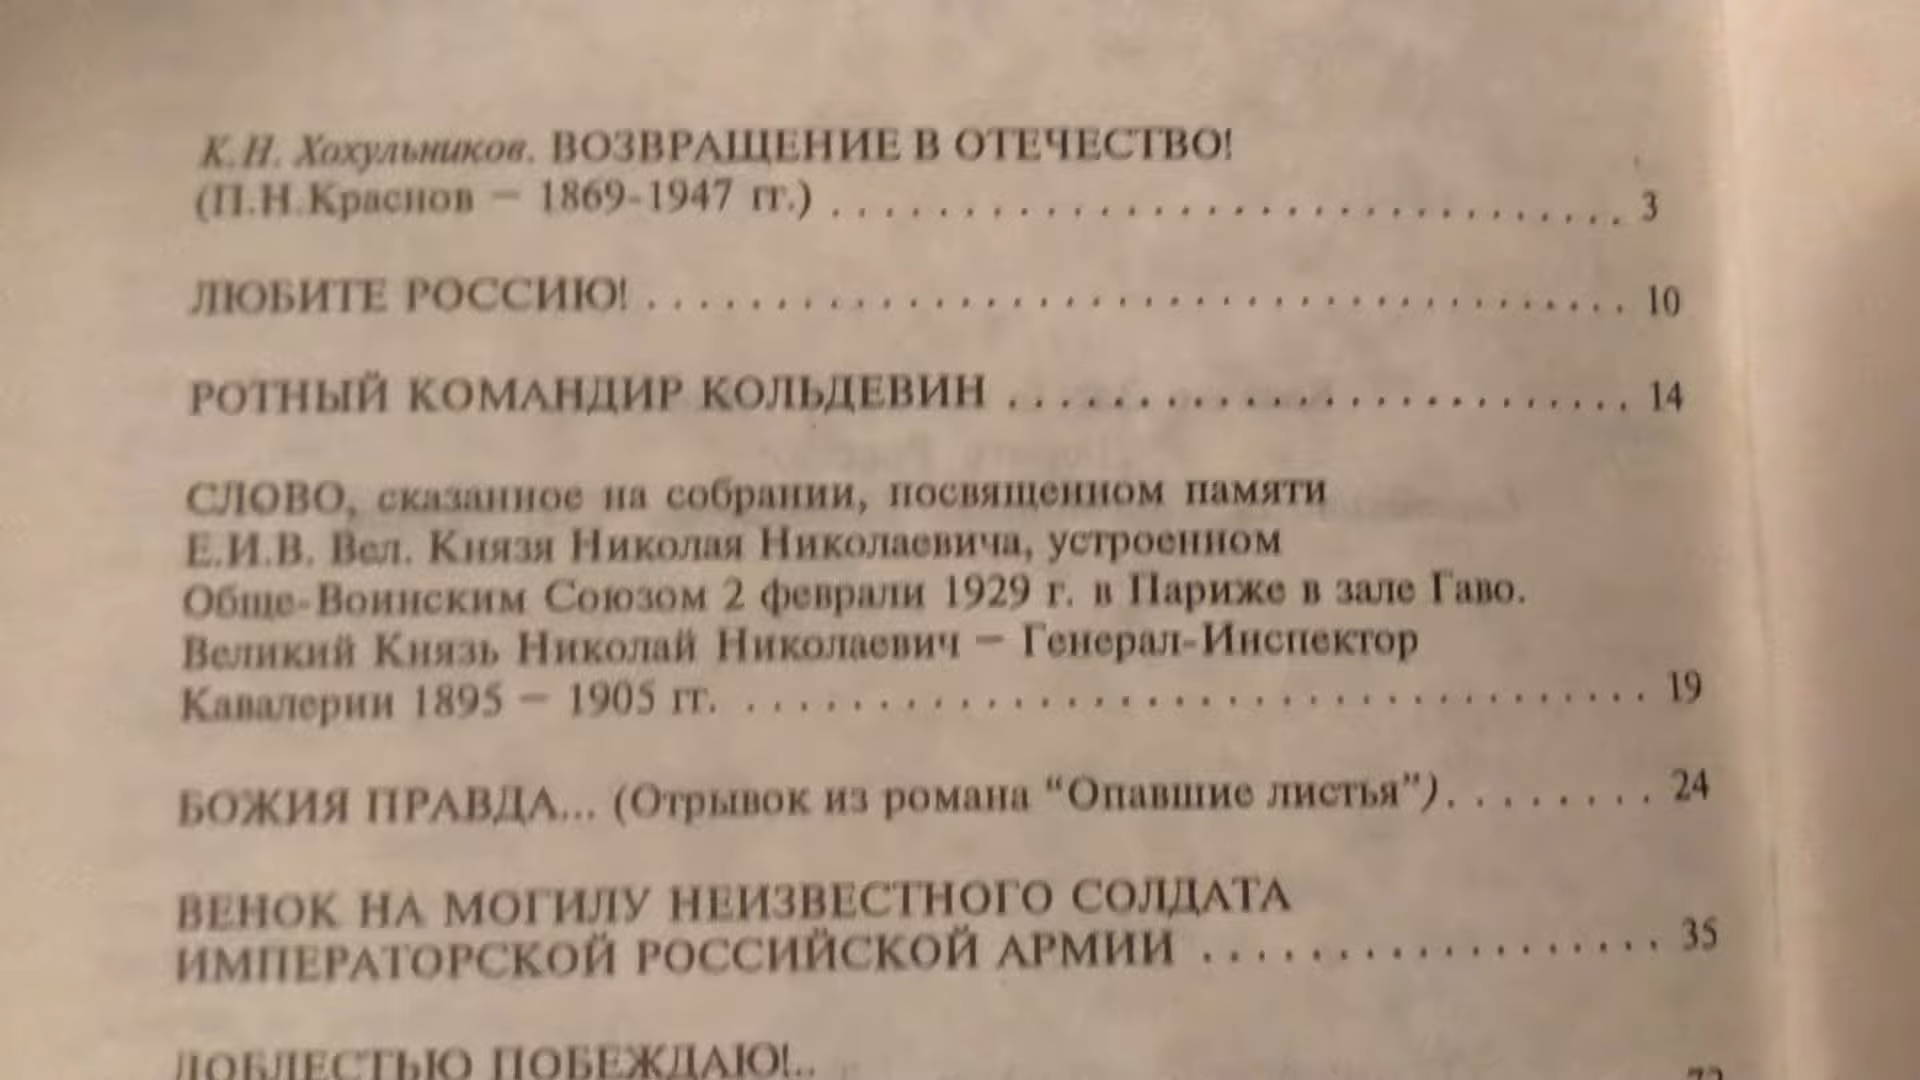 К.Н. Хохульников. ВОЗВРАЩЕНИЕ В ОТЕЧЕСТВО!
(П.Н.Краснов — 1869-1947 гг.) . . . . . . . . . . . . . . . . . . . . . . . . . . . . . . . . . 3
ЛЮБИТЕ РОССИЮ! . . . . . . . . . . . . . . . . . . . . . . . . . . . . . . . . . . . . . . 10
РОТНЫЙ КОМАНДИР КОЛЬДЕВИН . . . . . . . . . . . . . . . . . . . . . . . . 14
СЛОВО, сказанное на собрании, посвященном памяти
Е.И.В. Вел. Князя Николая Николаевича, устроенном
Обще-Воинским Союзом 2 феврали 1929 г. в Париже в зале Гаво.
Великий Князь Николай Николаевич — Генерал-Инспектор
Кавалерии 1895 — 1905 гг. . . . . . . . . . . . . . . . . . . . . . . . . . . . . . . . . . 19
БОЖИЯ ПРАВДА... (Отрывок из романа “Опавшие листья”) . . . . . . . . . 24
ВЕНОК НА МОГИЛУ НЕИЗВЕСТНОГО СОЛДАТА
ИМПЕРАТОРСКОЙ РОССИЙСКОЙ АРМИИ . . . . . . . . . . . . . . . . . . 35
ДОБЛЕСТЬЮ ПОБЕЖДАЮ!..